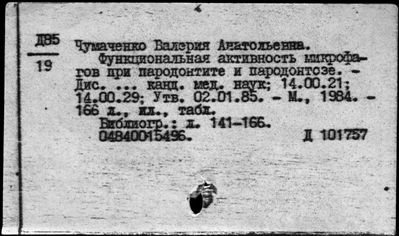 Д85
19
Чумаченко Валерия Анатольевна.
Функциональная активность микрофа-
гов при пародонтите и пародонтозе. -
Дис. ... канд. мед. наук; 14.00.21;
14.00.29; Утв. 02.01.85. - М., 1984. -
166 л., ил., табл.
Библиогр.: л. 141-166.
04840015496. Д 101757